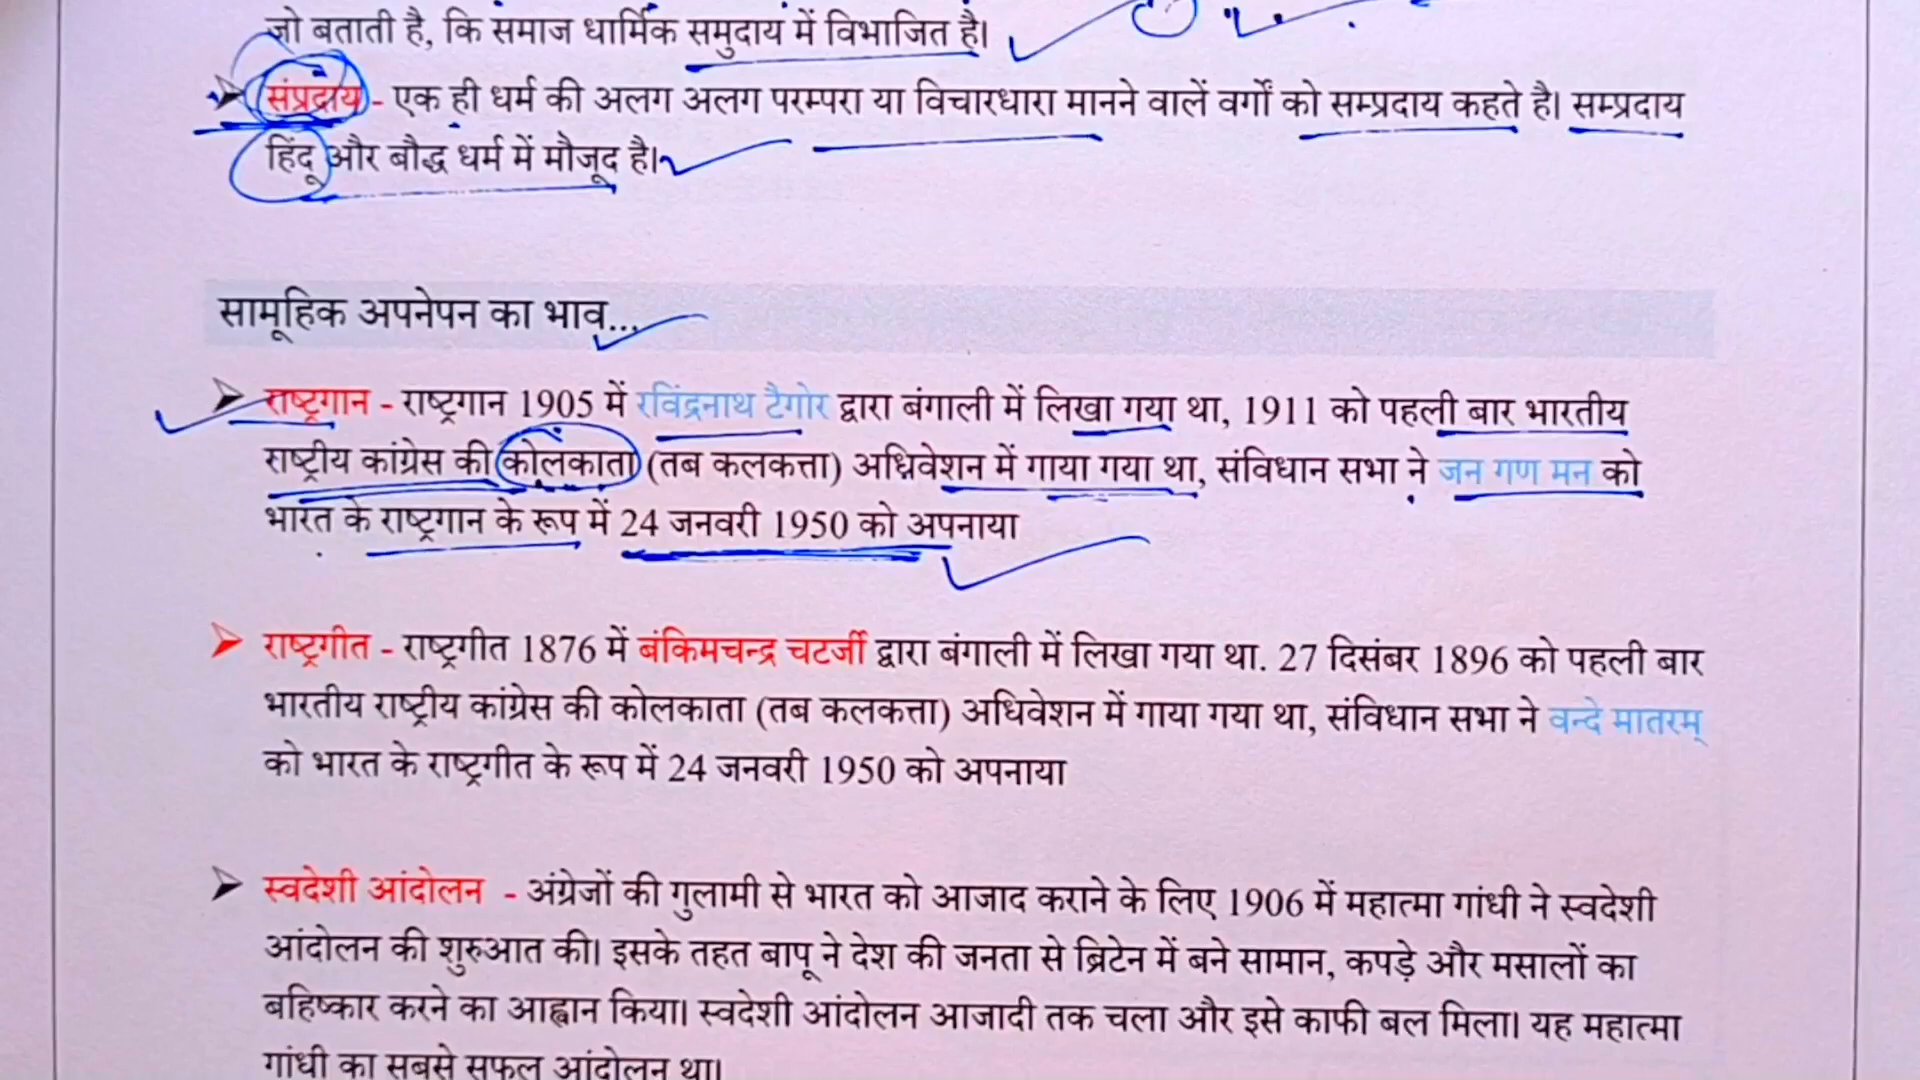 जो बताती है, कि समाज धार्मिक समुदाय में विभाजित है।
संप्रदाय - एक ही धर्म की अलग अलग परम्परा या विचारधारा मानने वालें वर्गों को सम्प्रदाय कहते है। सम्प्रदाय
हिंदू और बौद्ध धर्म में मौजूद है।
सामूहिक अपनेपन का भाव...
राष्ट्रगान - राष्ट्रगान 1905 में रविंद्रनाथ टैगोर द्वारा बंगाली में लिखा गया था, 1911 को पहली बार भारतीय
राष्ट्रीय कांग्रेस की कोलकाता (तब कलकत्ता) अधिवेशन में गाया गया था, संविधान सभा ने जन गण मन को
भारत के राष्ट्रगान के रूप में 24 जनवरी 1950 को अपनाया
राष्ट्रगीत - राष्ट्रगीत 1876 में बंकिमचन्द्र चटर्जी द्वारा बंगाली में लिखा गया था. 27 दिसंबर 1896 को पहली बार
भारतीय राष्ट्रीय कांग्रेस की कोलकाता (तब कलकत्ता) अधिवेशन में गाया गया था, संविधान सभा ने वन्दे मातरम्
को भारत के राष्ट्रगीत के रूप में 24 जनवरी 1950 को अपनाया
स्वदेशी आंदोलन - अंग्रेजों की गुलामी से भारत को आजाद कराने के लिए 1906 में महात्मा गांधी ने स्वदेशी
आंदोलन की शुरुआत की। इसके तहत बापू ने देश की जनता से ब्रिटेन में बने सामान, कपड़े और मसालों का
बहिष्कार करने का आह्वान किया। स्वदेशी आंदोलन आजादी तक चला और इसे काफी बल मिला। यह महात्मा
गांधी का सबसे सफल आंदोलन था।